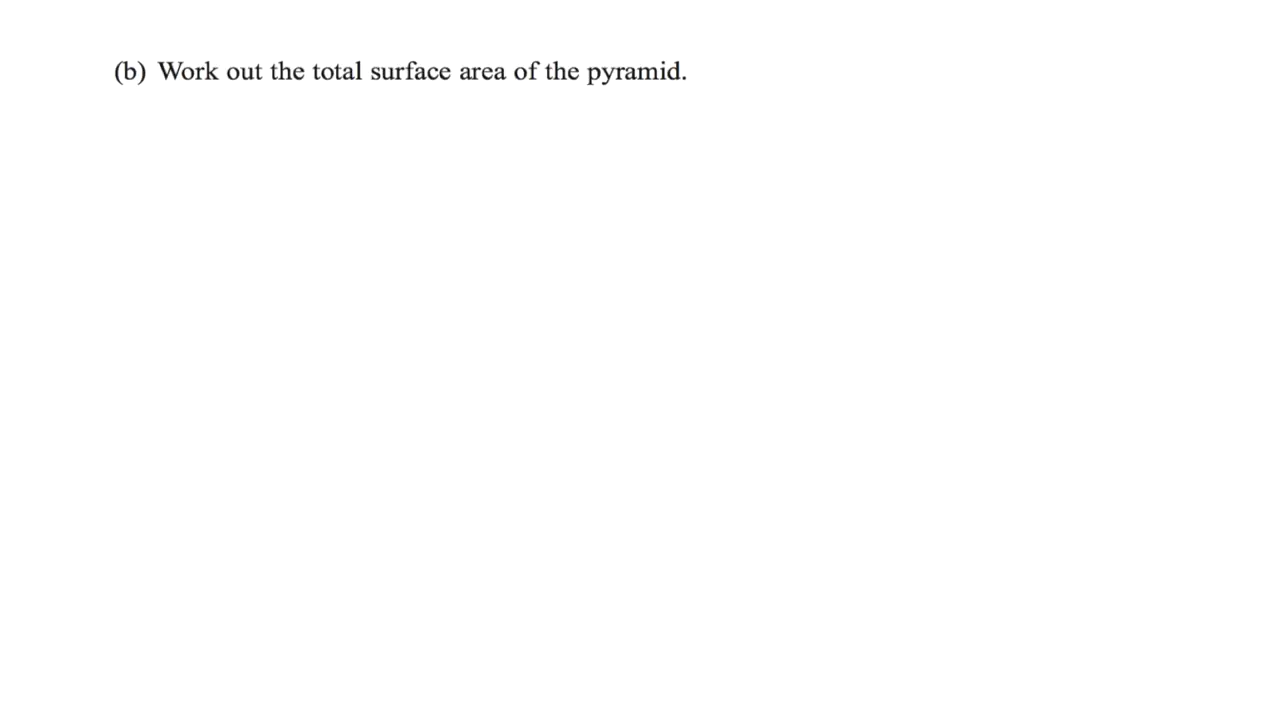 (b) Work out the total surface area of the pyramid.